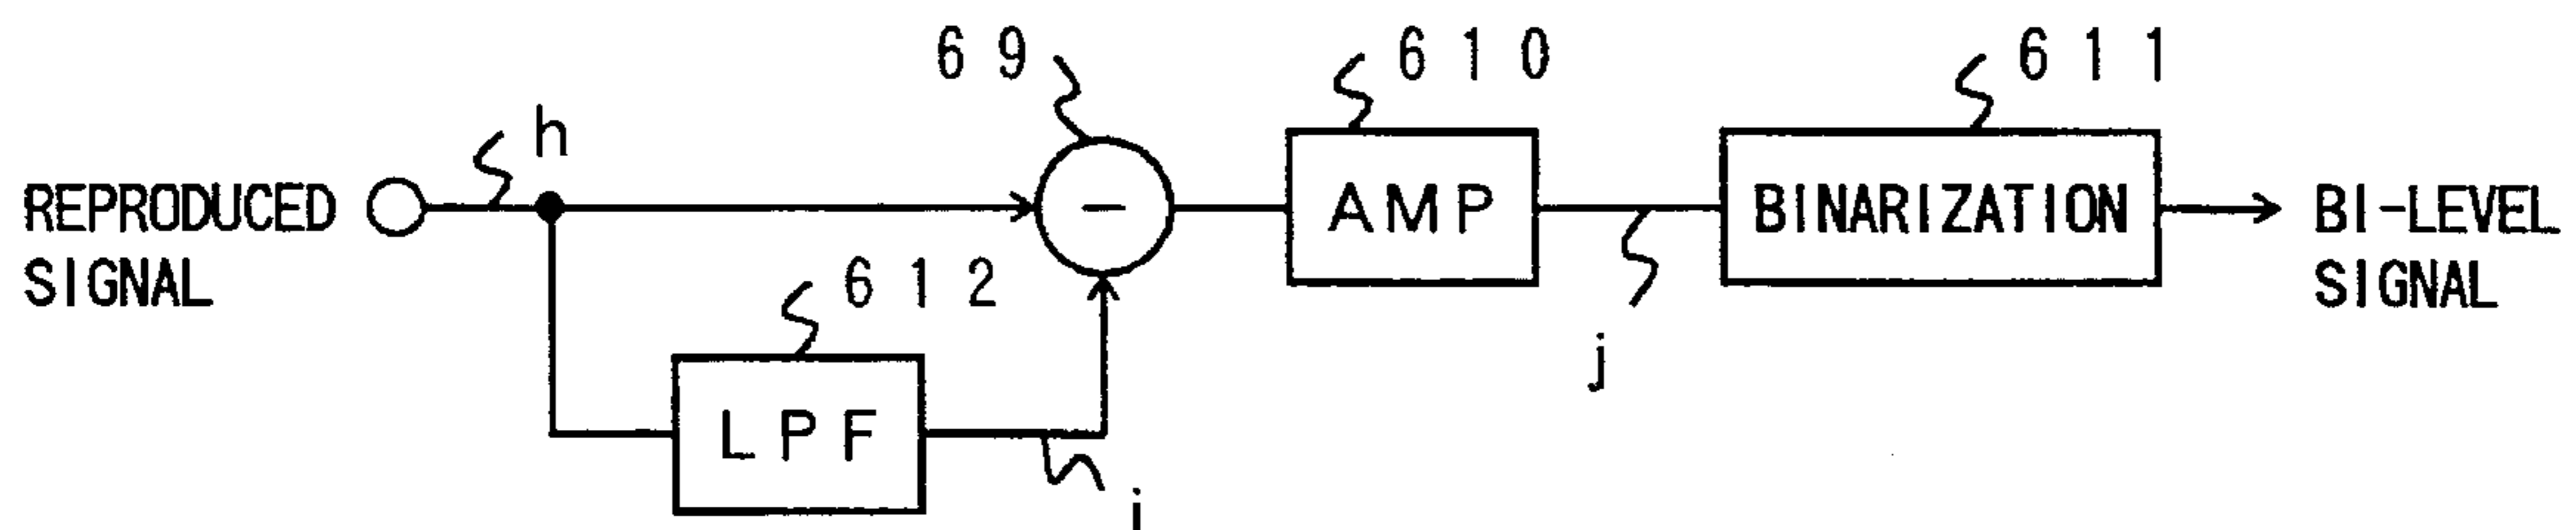 69
610
611
h
REPRODUCED
SIGNAL
AMP
BINARIZATION
BI-LEVEL
SIGNAL
612
j
LPF
i